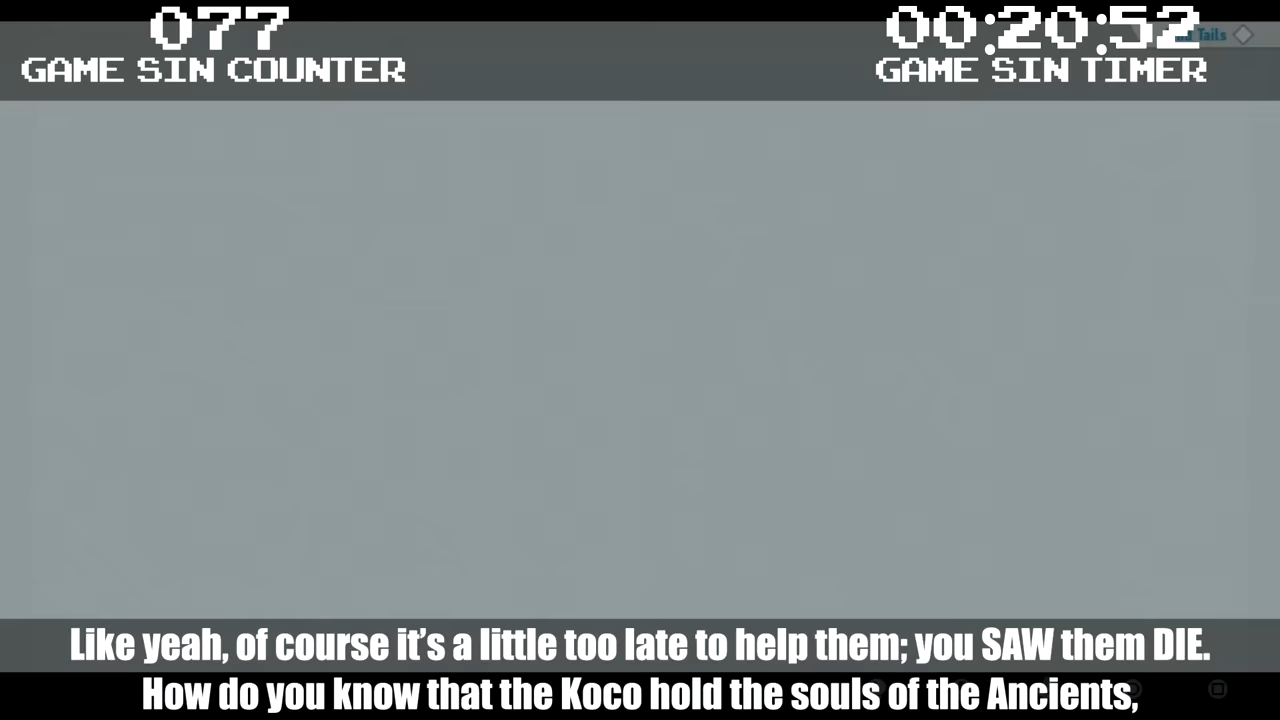 077
00:20:52
Tails
GAME SIN COUNTER
GAME SIN TIMER
Like yeah, of course it's a little too late to help them; you SAW them DIE.
How do you know that the Koco hold the souls of the Ancients,